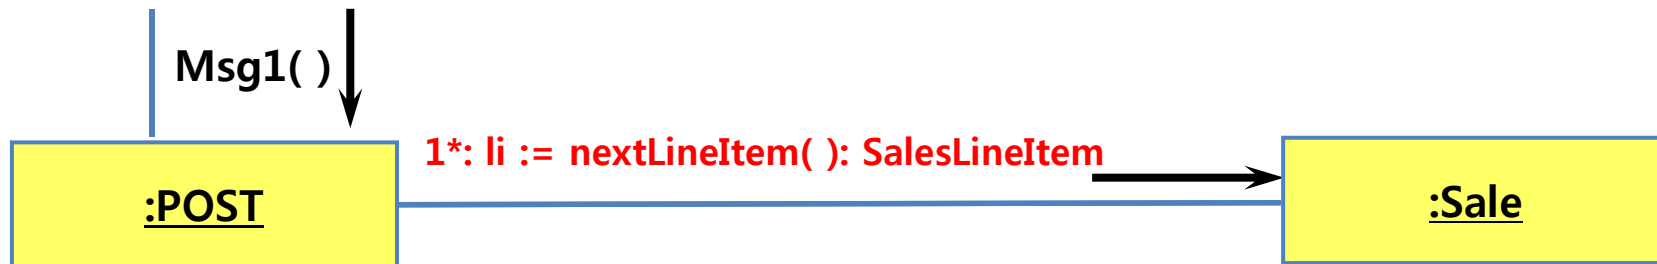 Msg1( )
1*: li := nextLineItem( ): SalesLineItem
:POST
:Sale